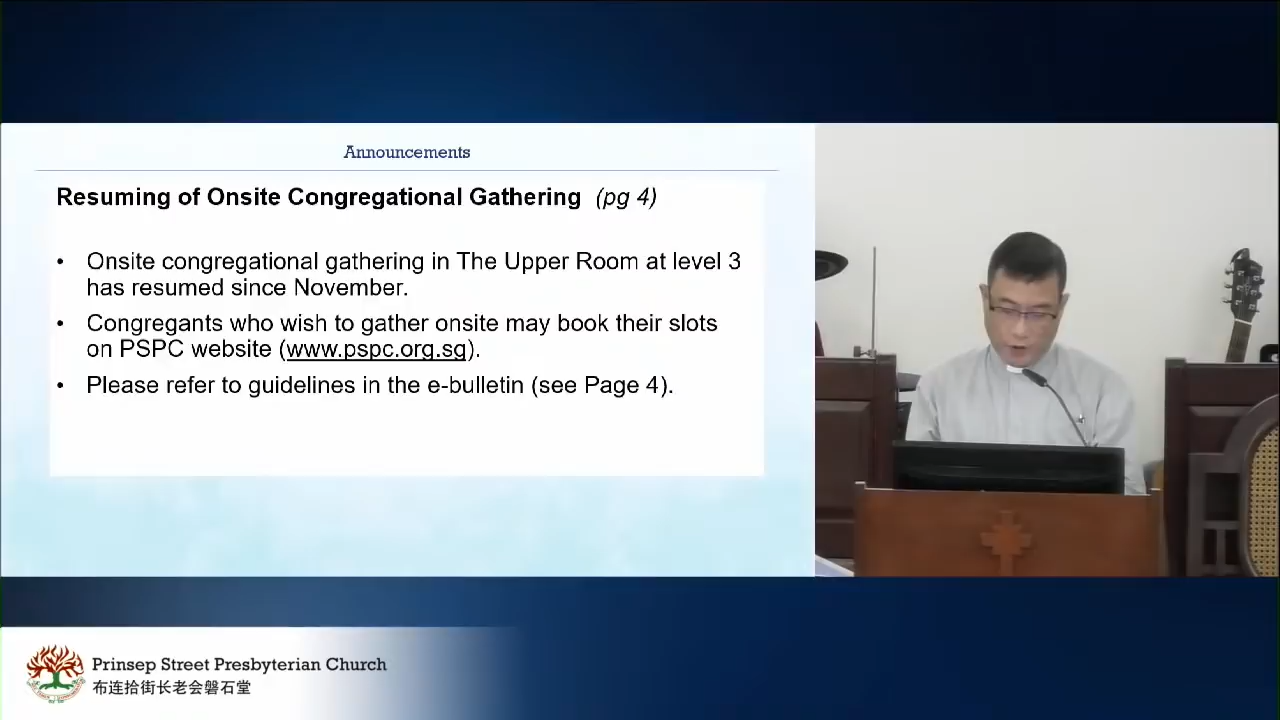 Announcements
Resuming of Onsite Congregational Gathering (pg 4)
• Onsite congregational gathering in The Upper Room at level 3
has resumed since November.
• Congregants who wish to gather onsite may book their slots
on PSPC website (www.pspc.org.sg).
• Please refer to guidelines in the e-bulletin (see Page 4).
Prinsep Street Presbyterian Church
布连拾街长老会磐石堂